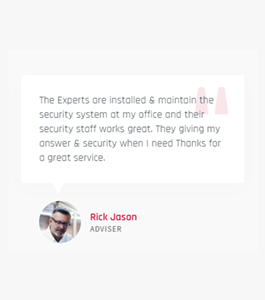 The Experts are installed & maintain the
security system at my office and their
security staff works great. They giving my
answer & security when I need Thanks for
a great service.
Rick Jason
ADVISER